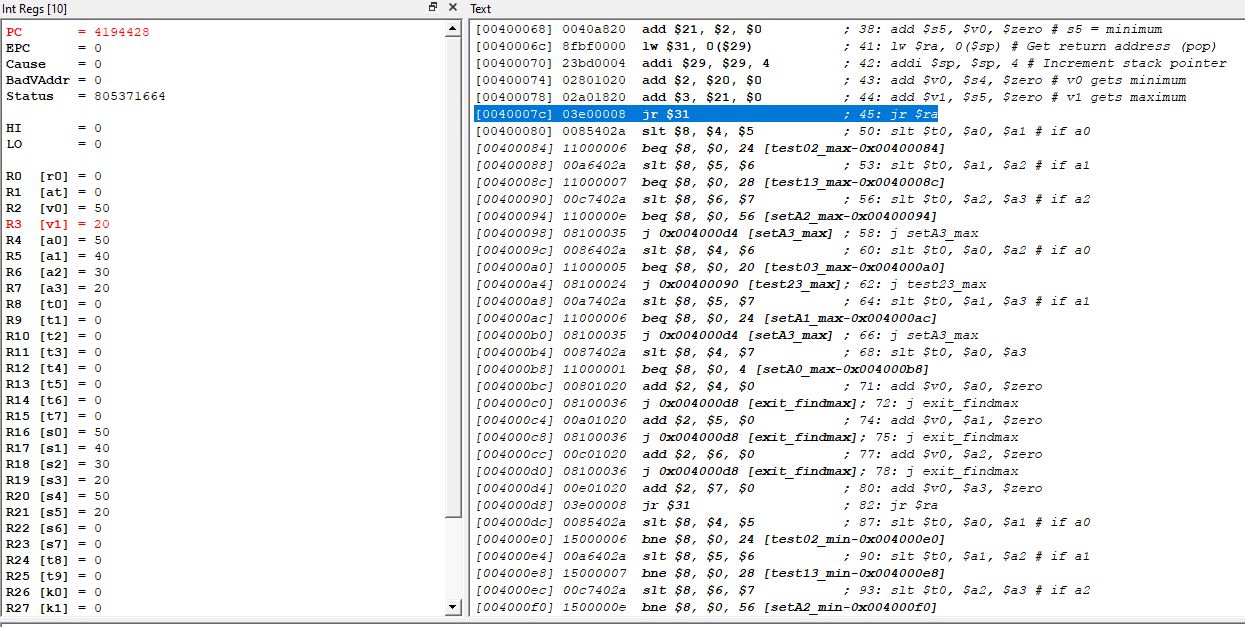 Int Regs [10]
PC = 4194428
EPC = 0
Cause = 0
BadVAddr = 0
Status = 805371664
HI = 0
LO = 0
R0 [r0] = 0
R1 [at] = 0
R2 [v0] = 50
R3 [v1] = 20
R4 [a0] = 50
R5 [a1] = 40
R6 [a2] = 30
R7 [a3] = 20
R8 [t0] = 0
R9 [t1] = 0
R10 [t2] = 0
R11 [t3] = 0
R12 [t4] = 0
R13 [t5] = 0
R14 [t6] = 0
R15 [t7] = 0
R16 [s0] = 50
R17 [s1] = 40
R18 [s2] = 30
R19 [s3] = 20
R20 [s4] = 50
R21 [s5] = 20
R22 [s6] = 0
R23 [s7] = 0
R24 [t8] = 0
R25 [t9] = 0
R26 [k0] = 0
R27 [k1] = 0
Text
[00400068] 0040a820 add $21, $2, $0 ; 38: add $s5, $v0, $zero # s5 = minimum
[0040006c] 8fbf0000 lw $31, 0($29) ; 41: lw $ra, 0($sp) # Get return address (pop)
[00400070] 23bd0004 addi $29, $29, 4 ; 42: addi $sp, $sp, 4 # Increment stack pointer
[00400074] 02801020 add $2, $20, $0 ; 43: add $v0, $s4, $zero # v0 gets minimum
[00400078] 02a01820 add $3, $21, $0 ; 44: add $v1, $s5, $zero # v1 gets maximum
[0040007c] 03e00008 jr $31 ; 45: jr $ra
[00400080] 0085402a slt $8, $4, $5 ; 50: slt $t0, $a0, $a1 # if a0
[00400084] 11000006 beq $8, $0, 24 [test02_max-0x00400084]
[00400088] 00a6402a slt $8, $5, $6 ; 53: slt $t0, $a1, $a2 # if a1
[0040008c] 11000007 beq $8, $0, 28 [test13_max-0x0040008c]
[00400090] 00c7402a slt $8, $6, $7 ; 56: slt $t0, $a2, $a3 # if a2
[00400094] 1100000e beq $8, $0, 56 [setA2_max-0x00400094]
[00400098] 08100035 j 0x004000d4 [setA3_max] ; 58: j setA3_max
[0040009c] 0086402a slt $8, $4, $6 ; 60: slt $t0, $a0, $a2 # if a0
[004000a0] 11000005 beq $8, $0, 20 [test03_max-0x004000a0]
[004000a4] 08100024 j 0x00400090 [test23_max]; 62: j test23_max
[004000a8] 00a7402a slt $8, $5, $7 ; 64: slt $t0, $a1, $a3 # if a1
[004000ac] 11000006 beq $8, $0, 24 [setA1_max-0x004000ac]
[004000b0] 08100035 j 0x004000d4 [setA3_max] ; 66: j setA3_max
[004000b4] 0087402a slt $8, $4, $7 ; 68: slt $t0, $a0, $a3
[004000b8] 11000001 beq $8, $0, 4 [setA0_max-0x004000b8]
[004000bc] 00801020 add $2, $4, $0 ; 71: add $v0, $a0, $zero
[004000c0] 08100036 j 0x004000d8 [exit_findmax]; 72: j exit_findmax
[004000c4] 00a01020 add $2, $5, $0 ; 74: add $v0, $a1, $zero
[004000c8] 08100036 j 0x004000d8 [exit_findmax]; 75: j exit_findmax
[004000cc] 00c01020 add $2, $6, $0 ; 77: add $v0, $a2, $zero
[004000d0] 08100036 j 0x004000d8 [exit_findmax]; 78: j exit_findmax
[004000d4] 00e01020 add $2, $7, $0 ; 80: add $v0, $a3, $zero
[004000d8] 03e00008 jr $31 ; 82: jr $ra
[004000dc] 0085402a slt $8, $4, $5 ; 87: slt $t0, $a0, $a1 # if a0
[004000e0] 15000006 bne $8, $0, 24 [test02_min-0x004000e0]
[004000e4] 00a6402a slt $8, $5, $6 ; 90: slt $t0, $a1, $a2 # if a1
[004000e8] 15000007 bne $8, $0, 28 [test13_min-0x004000e8]
[004000ec] 00c7402a slt $8, $6, $7 ; 93: slt $t0, $a2, $a3 # if a2
[004000f0] 1500000e bne $8, $0, 56 [setA2_min-0x004000f0]